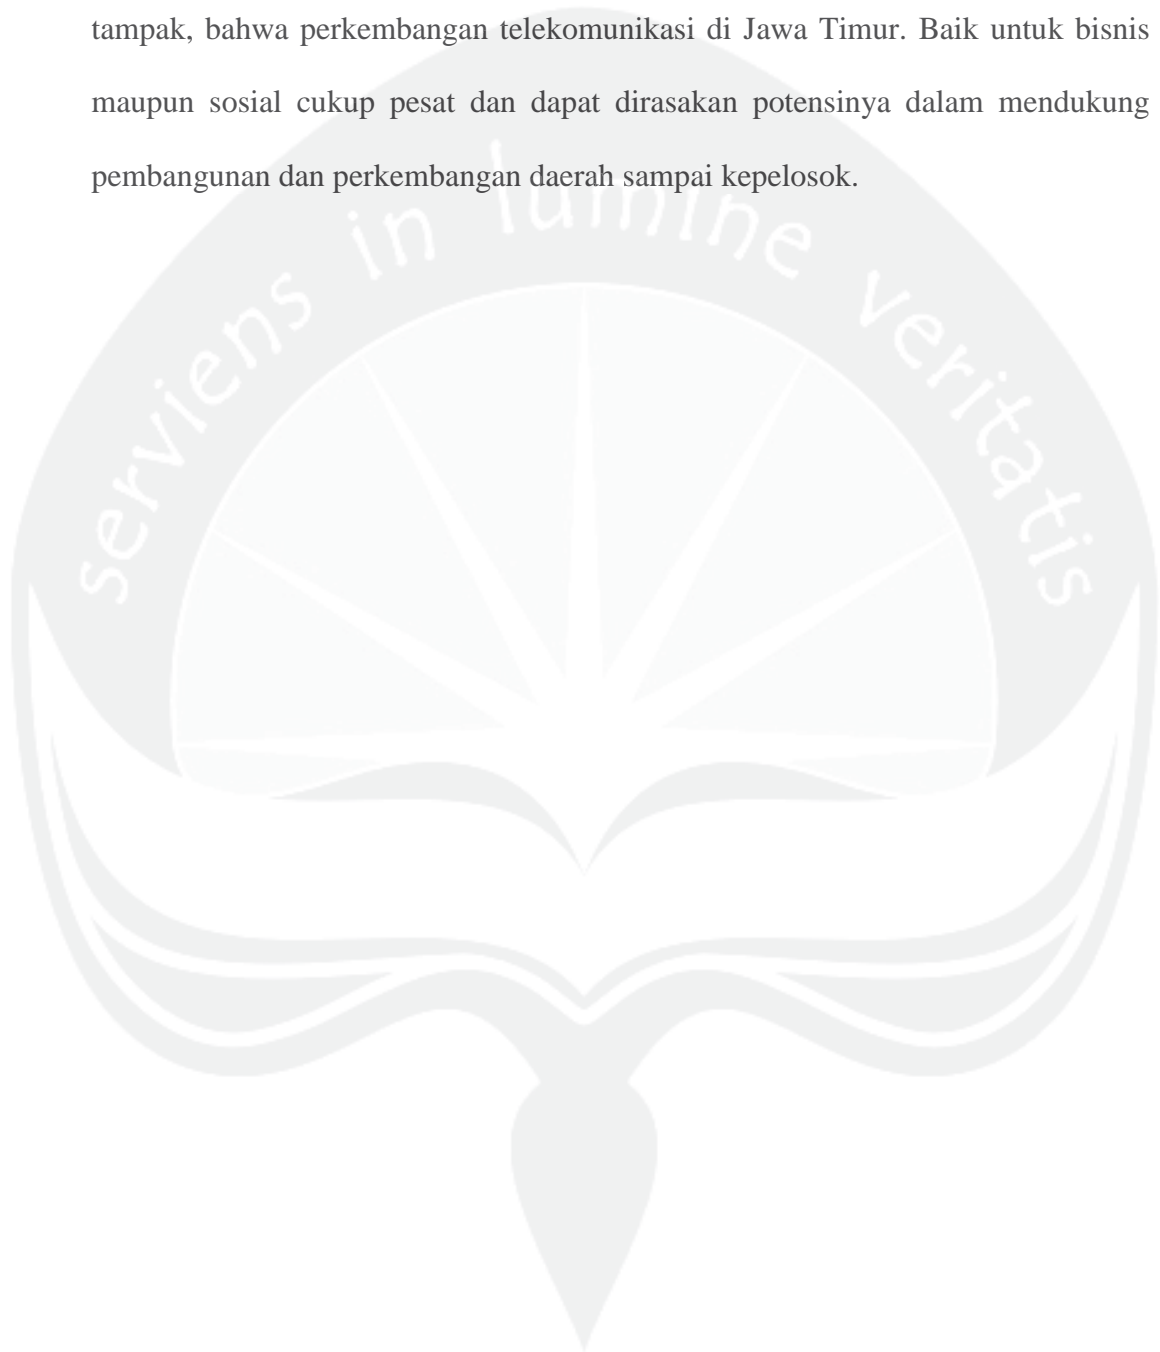 tampak, bahwa perkembangan telekomunikasi di Jawa Timur. Baik untuk bisnis
maupun sosial cukup pesat dan dapat dirasakan potensinya dalam mendukung
pembangunan dan perkembangan daerah sampai kepelosok.
serviens in lumine veritatis